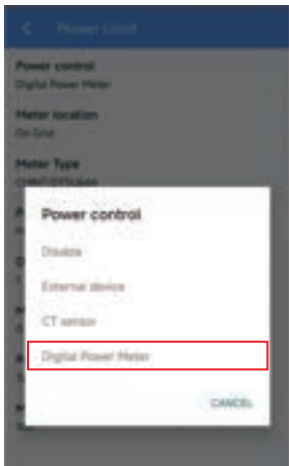 Power Limit
Power control
Digital Power Meter
Meter location
On Grid
Meter Type
Power control
Disable
External device
CT sensor
Digital Power Meter
CANCEL